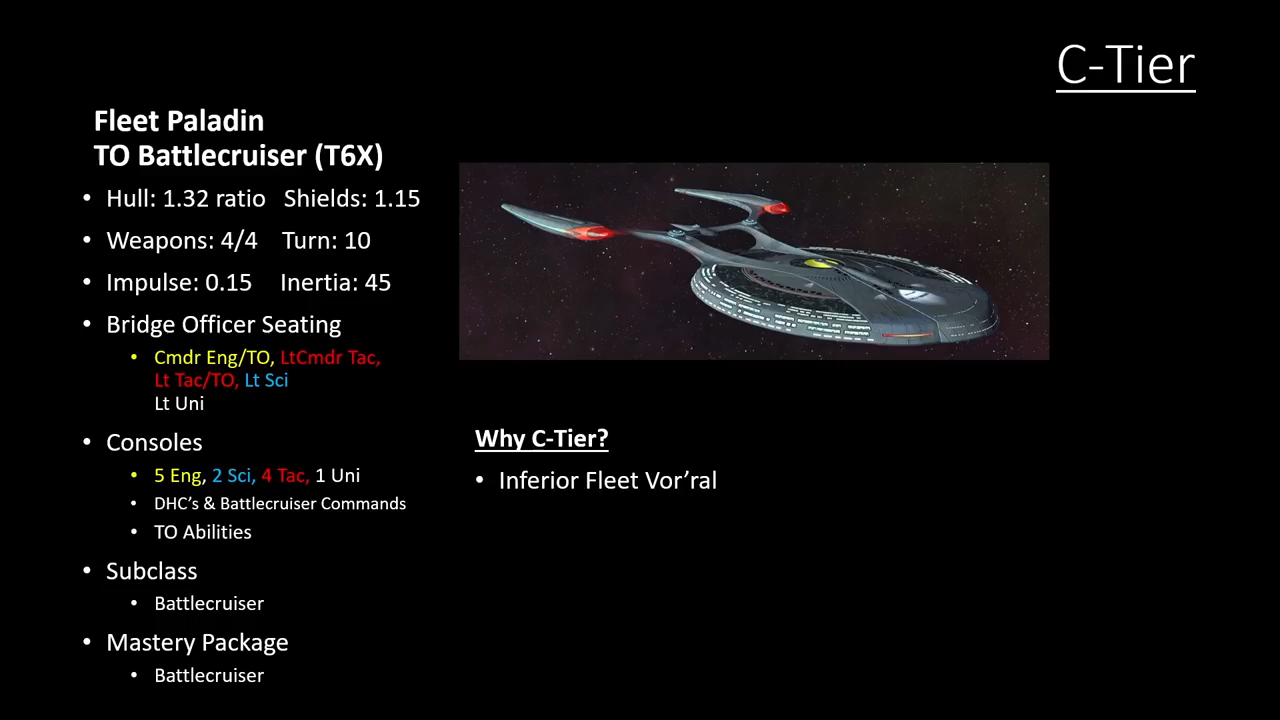 C-Tier
Fleet Paladin
TO Battlecruiser (T6X)
• Hull: 1.32 ratio Shields: 1.15
• Weapons: 4/4 Turn: 10
• Impulse: 0.15 Inertia: 45
• Bridge Officer Seating
• Cmdr Eng/TO, LtCmdr Tac,
Lt Tac/TO, Lt Sci
Lt Uni
• Consoles
• 5 Eng, 2 Sci, 4 Tac, 1 Uni
• DHC's & Battlecruiser Commands
• TO Abilities
• Subclass
• Battlecruiser
• Mastery Package
• Battlecruiser
Why C-Tier?
• Inferior Fleet Vor’ral